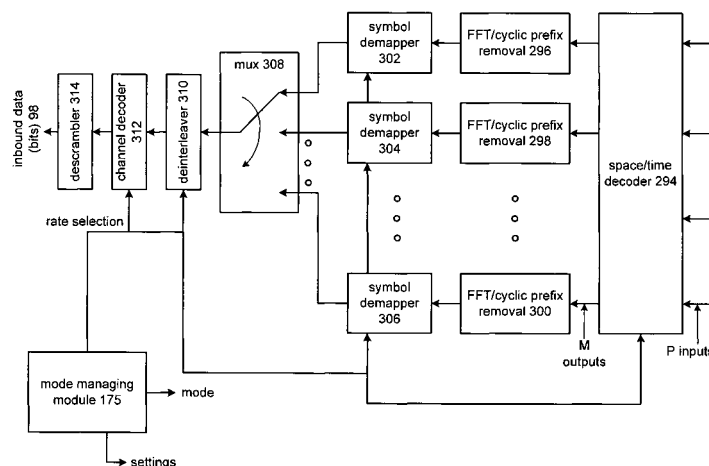 inbound data
(bits) 98
descrambler 314
channel decoder
312
deinterleaver 310
mux 308
symbol
demapper
302
FFT/cyclic prefix
removal 296
symbol
demapper
304
FFT/cyclic prefix
removal 298
space/time
decoder 294
rate selection
symbol
demapper
306
FFT/cyclic prefix
removal 300
M
outputs
P inputs
mode managing
module 175
mode
settings